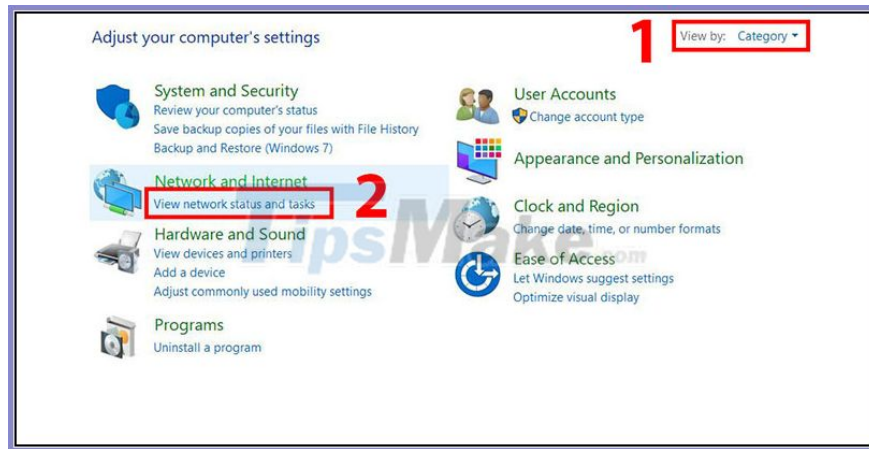 Adjust your computer's settings
1
View by: Category
System and Security
Review your computer's status
Save backup copies of your files with File History
Backup and Restore (Windows 7)
Network and Internet
View network status and tasks
2
Hardware and Sound
View devices and printers
Add a device
Adjust commonly used mobility settings
Programs
Uninstall a program
User Accounts
Change account type
Appearance and Personalization
Clock and Region
Change date, time, or number formats
Ease of Access
Let Windows suggest settings
Optimize visual display
TipsMake
.com